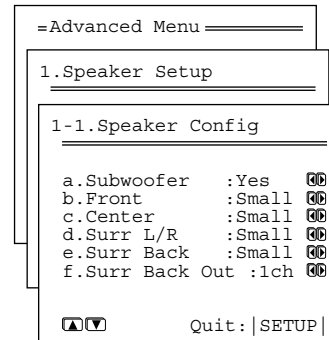 Advanced Menu
1.Speaker Setup
1-1.Speaker Config
a.Subwoofer :Yes
b.Front :Small
c.Center :Small
d.Surr L/R :Small
e.Surr Back :Small
f.Surr Back Out :1ch
Quit:|SETUP|